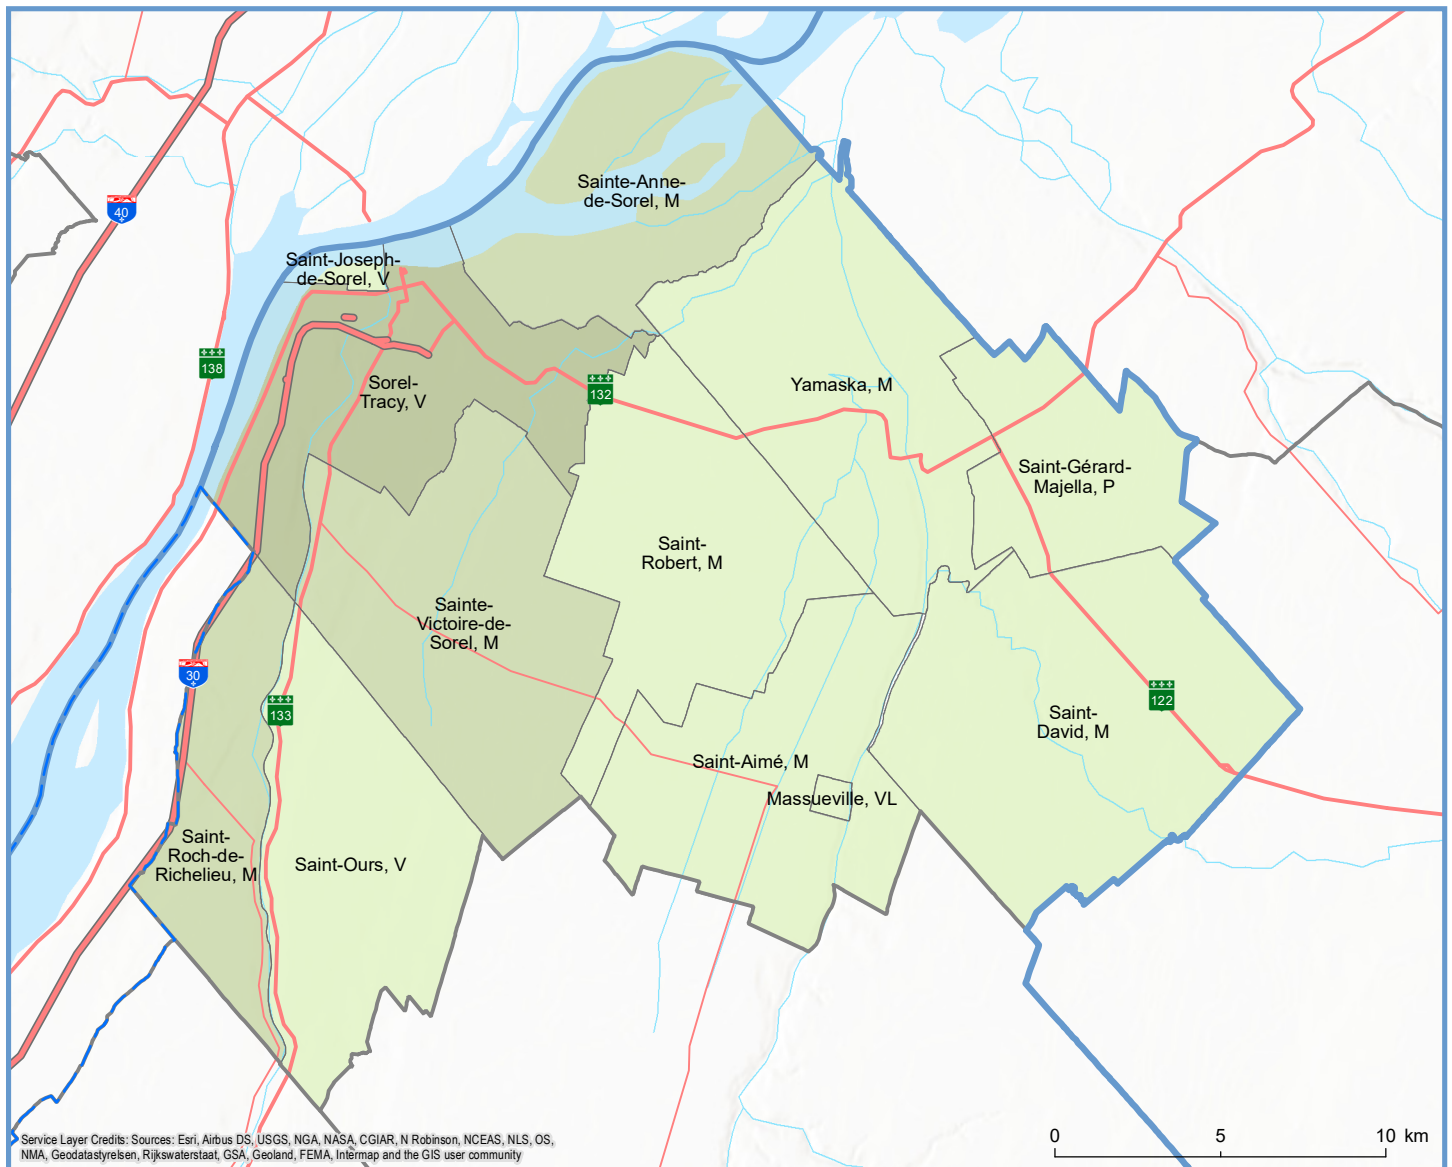 Sainte-Anne-
de-Sorel, M
40
Saint-Joseph-
de-Sorel, V
138
Sorel-
Tracy, V
132
Yamaska, M
Saint-Gérard-
Majella, P
Saint-
Robert, M
Sainte-
Victoire-de-
Sorel, M
30
133
122
Saint-
David, M
Saint-Aimé, M
Massueville, VL
Saint-
Roch-de-
Richelieu, M
Saint-Ours, V
0 5 10 km
Service Layer Credits: Sources: Esri, Airbus DS, USGS, NGA, NASA, CGIAR, N Robinson, NCEAS, NLS, OS,
NMA, Geodatastyrelsen, Rijkswaterstaat, GSA, Geoland, FEMA, Intermap and the GIS user community